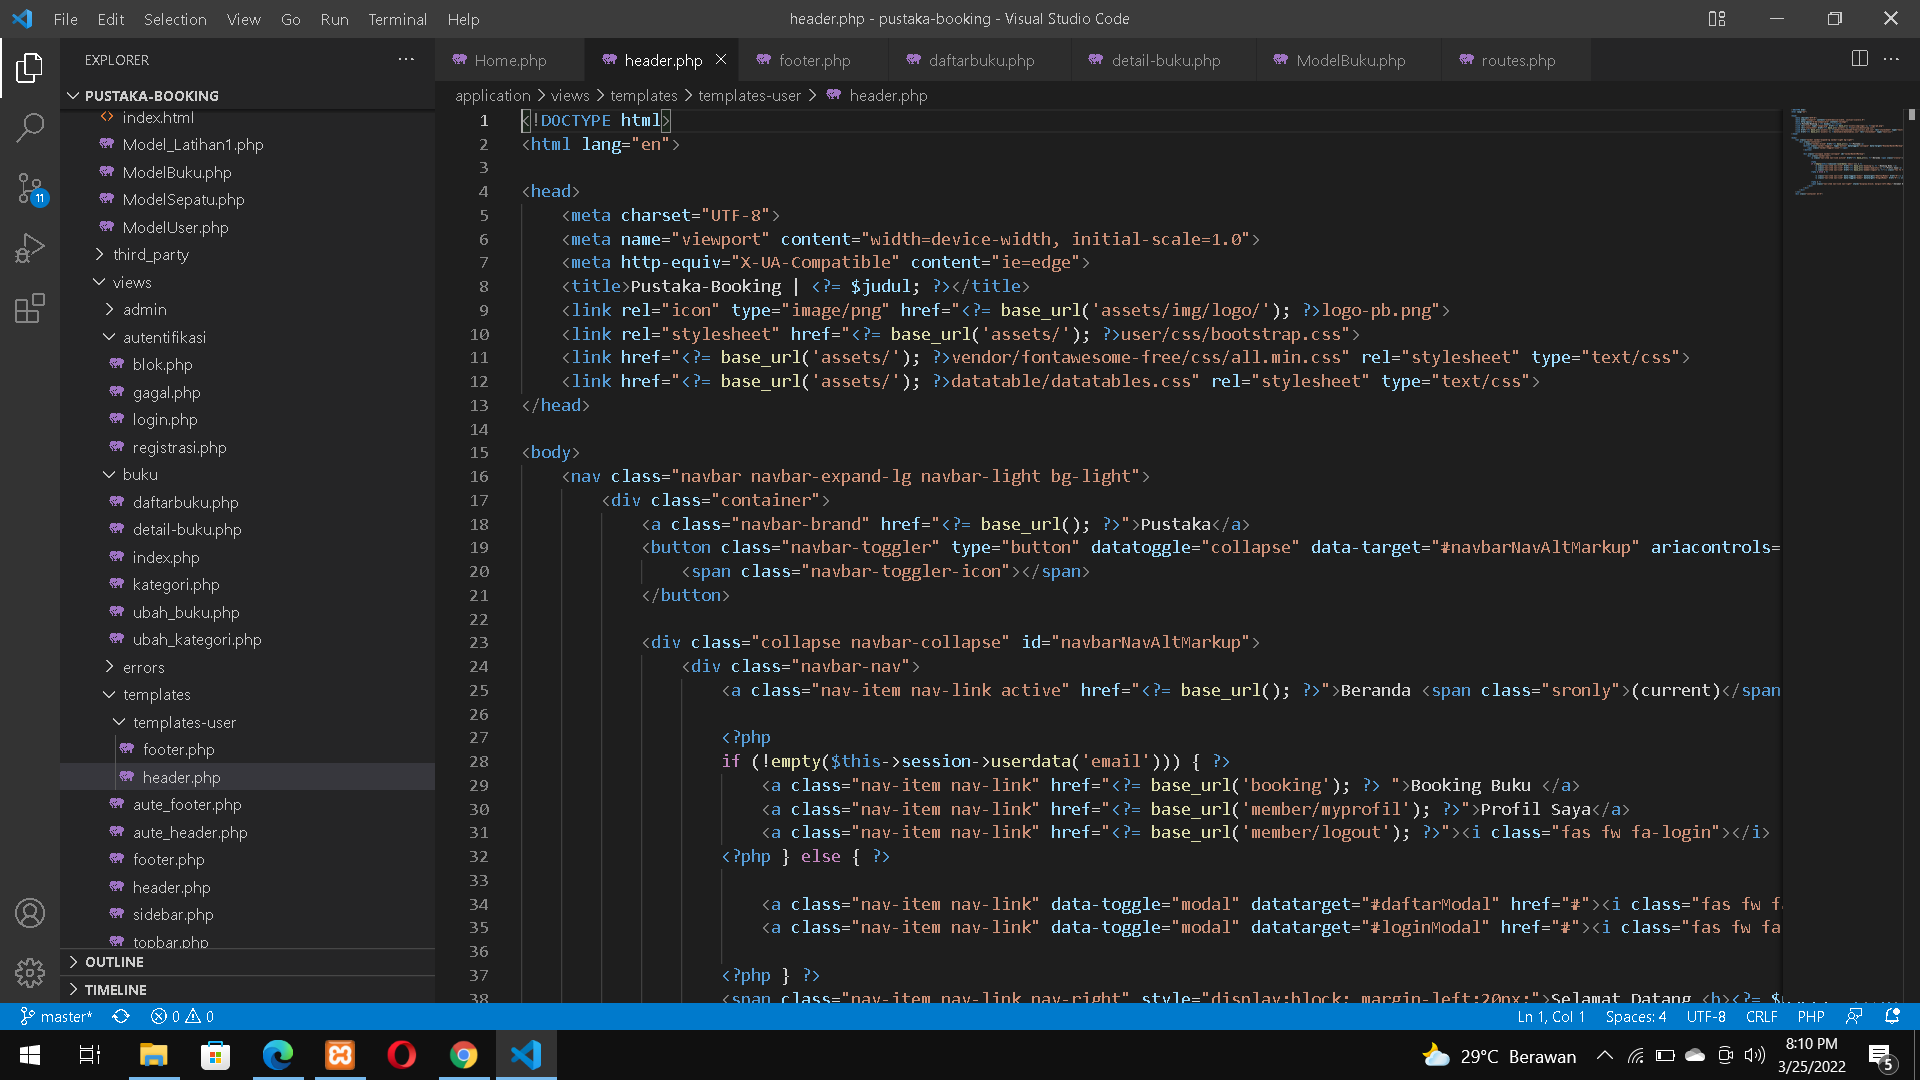 File Edit Selection View Go Run Terminal Help
header.php - pustaka-booking - Visual Studio Code
EXPLORER
PUSTAKA-BOOKING
index.html
Model_Latihan1.php
ModelBuku.php
ModelSepatu.php
ModelUser.php
third_party
views
admin
autentifikasi
blok.php
gagal.php
login.php
registrasi.php
buku
daftarbuku.php
detail-buku.php
index.php
kategori.php
ubah_buku.php
ubah_kategori.php
errors
templates
templates-user
footer.php
header.php
aute_footer.php
aute_header.php
footer.php
header.php
sidebar.php
topbar.php
OUTLINE
TIMELINE
11
Home.php header.php footer.php daftarbuku.php detail-buku.php ModelBuku.php routes.php
application > views > templates > templates-user > header.php
1 <!DOCTYPE html>
2 <html lang="en">
3
4 <head>
5 <meta charset="UTF-8">
6 <meta name="viewport" content="width=device-width, initial-scale=1.0">
7 <meta http-equiv="X-UA-Compatible" content="ie=edge">
8 <title>Pustaka-Booking | <?= $judul; ?></title>
9 <link rel="icon" type="image/png" href="<?= base_url('assets/img/logo/'); ?>logo-pb.png">
10 <link rel="stylesheet" href="<?= base_url('assets/'); ?>user/css/bootstrap.css">
11 <link href="<?= base_url('assets/'); ?>vendor/fontawesome-free/css/all.min.css" rel="stylesheet" type="text/css">
12 <link href="<?= base_url('assets/'); ?>datatable/datatables.css" rel="stylesheet" type="text/css">
13 </head>
14
15 <body>
16 <nav class="navbar navbar-expand-lg navbar-light bg-light">
17 <div class="container">
18 <a class="navbar-brand" href="<?= base_url(); ?>">Pustaka</a>
19 <button class="navbar-toggler" type="button" datatoggle="collapse" data-target="#navbarNavAltMarkup" ariacontrols=
20 <span class="navbar-toggler-icon"></span>
21 </button>
22
23 <div class="collapse navbar-collapse" id="navbarNavAltMarkup">
24 <div class="navbar-nav">
25 <a class="nav-item nav-link active" href="<?= base_url(); ?>">Beranda <span class="sronly">(current)</span
26
27 <?php
28 if (!empty($this->session->userdata('email'))) { ?>
29 <a class="nav-item nav-link" href="<?= base_url('booking'); ?> ">Booking Buku </a>
30 <a class="nav-item nav-link" href="<?= base_url('member/myprofil'); ?>">Profil Saya</a>
31 <a class="nav-item nav-link" href="<?= base_url('member/logout'); ?>"><i class="fas fw fa-login"></i>
32 <?php } else { ?>
33
34 <a class="nav-item nav-link" data-toggle="modal" datatarget="#daftarModal" href="#"><i class="fas fw f
35 <a class="nav-item nav-link" data-toggle="modal" datatarget="#loginModal" href="#"><i class="fas fw fa
36
37 <?php } ?>
38 <span class="nav-item nav-link nav-right" style="display:block; margin-left:20px;">Selamat Datang <b><?= $
master* 0 0
Ln 1, Col 1 Spaces: 4 UTF-8 CRLF PHP
29°C Berawan
8:10 PM
3/25/2022
5